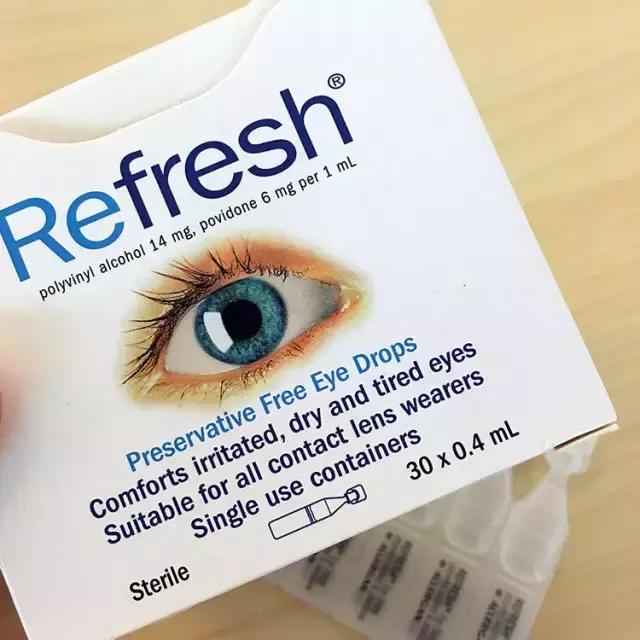 Refresh®
polyvinyl alcohol 14 mg, povidone 6 mg per 1 mL
Preservative Free Eye Drops
Comforts irritated, dry and tired eyes
Suitable for all contact lens wearers
Single use containers
30 x 0.4 mL
Sterile